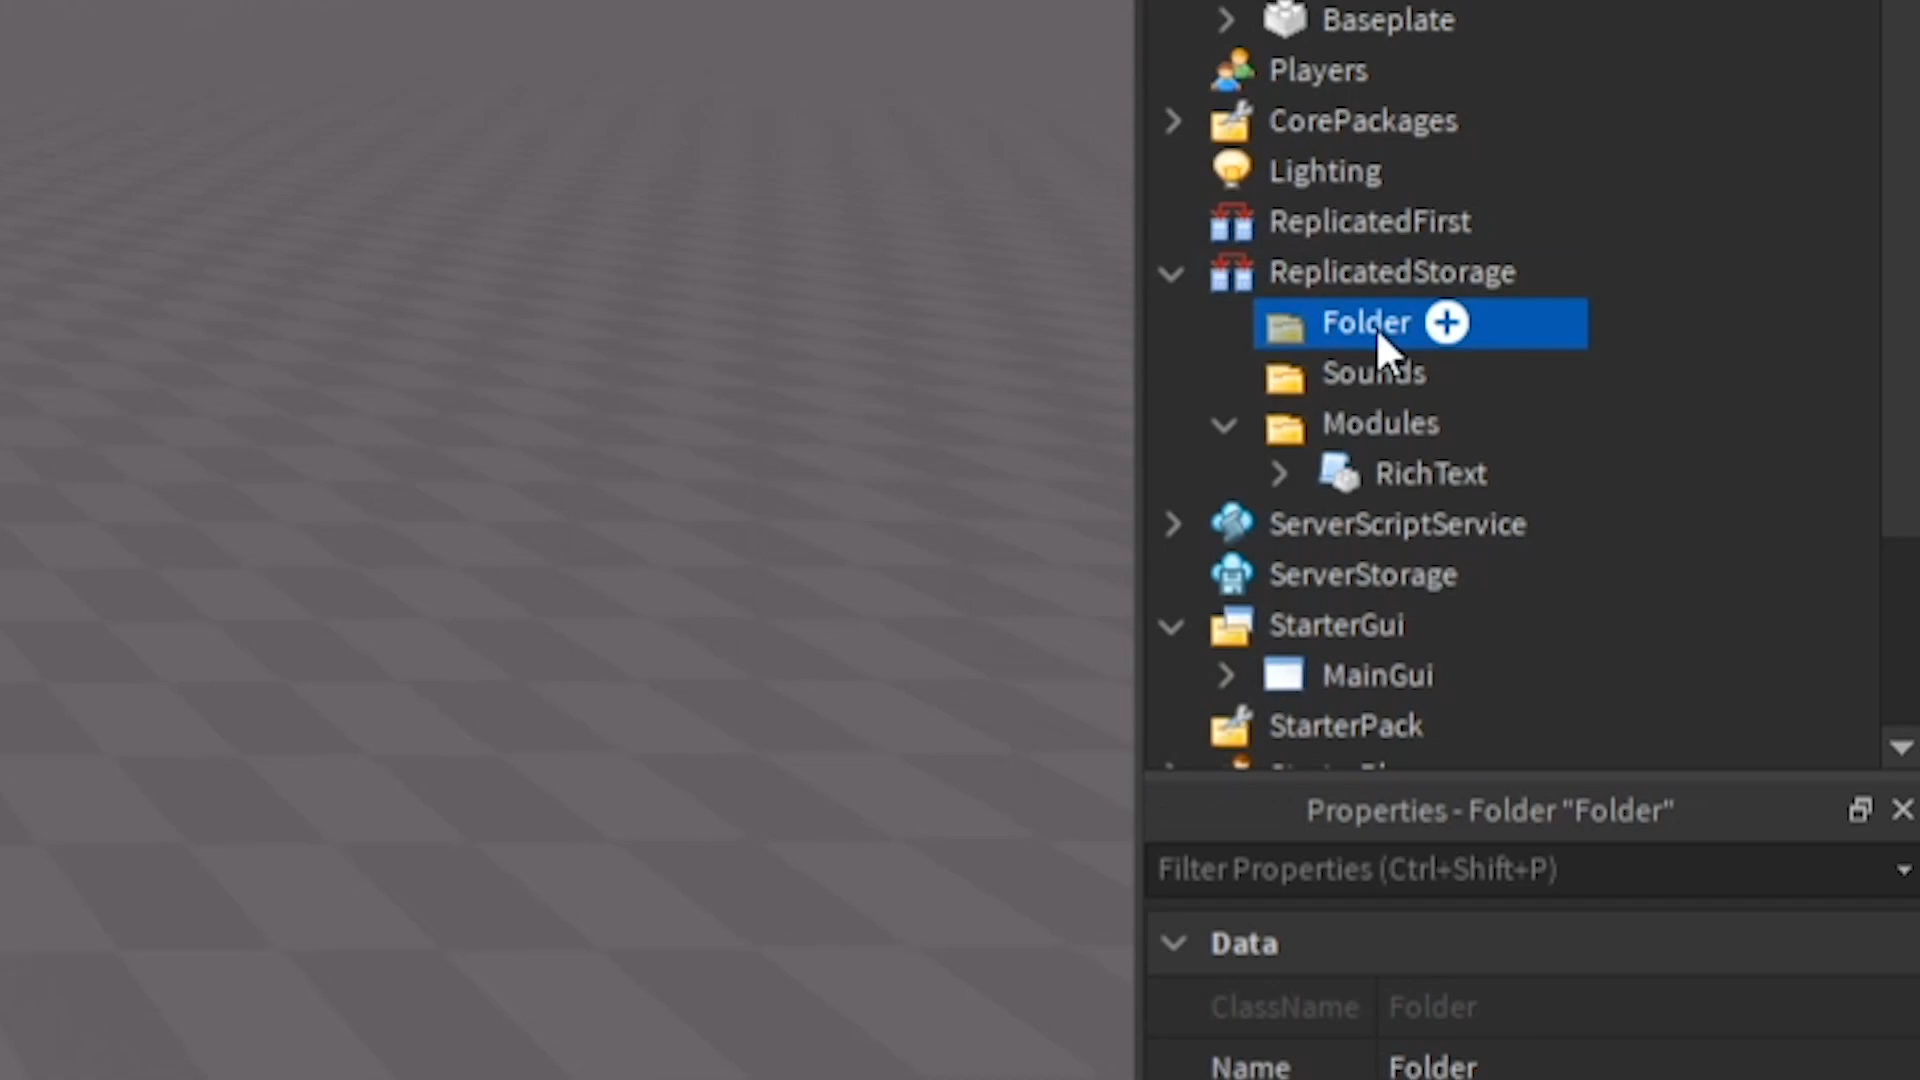 Baseplate
Players
CorePackages
Lighting
ReplicatedFirst
ReplicatedStorage
Folder
Sounds
Modules
RichText
ServerScriptService
ServerStorage
StarterGui
MainGui
StarterPack
Properties - Folder "Folder"
Filter Properties (Ctrl+Shift+P)
Data
ClassName Folder
Name Folder